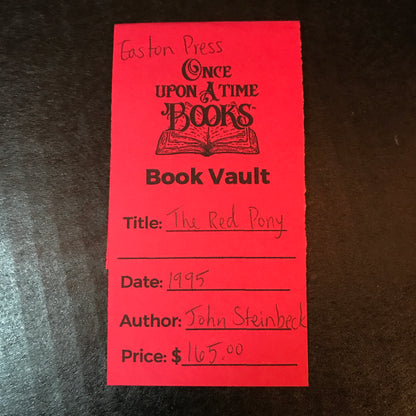 Easton Press
Once
Upon A Time
Books
Book Vault
Title: The Red Pony
Date: 1995
Author: John Steinbeck
Price: $ 165.00